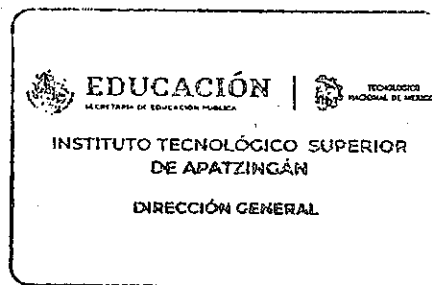 EDUCACIÓN
SECRETARÍA DE EDUCACIÓN PÚBLICA
TECNOLÓGICO
NACIONAL DE MÉXICO
INSTITUTO TECNOLÓGICO SUPERIOR
DE APATZINGÁN
DIRECCIÓN GENERAL